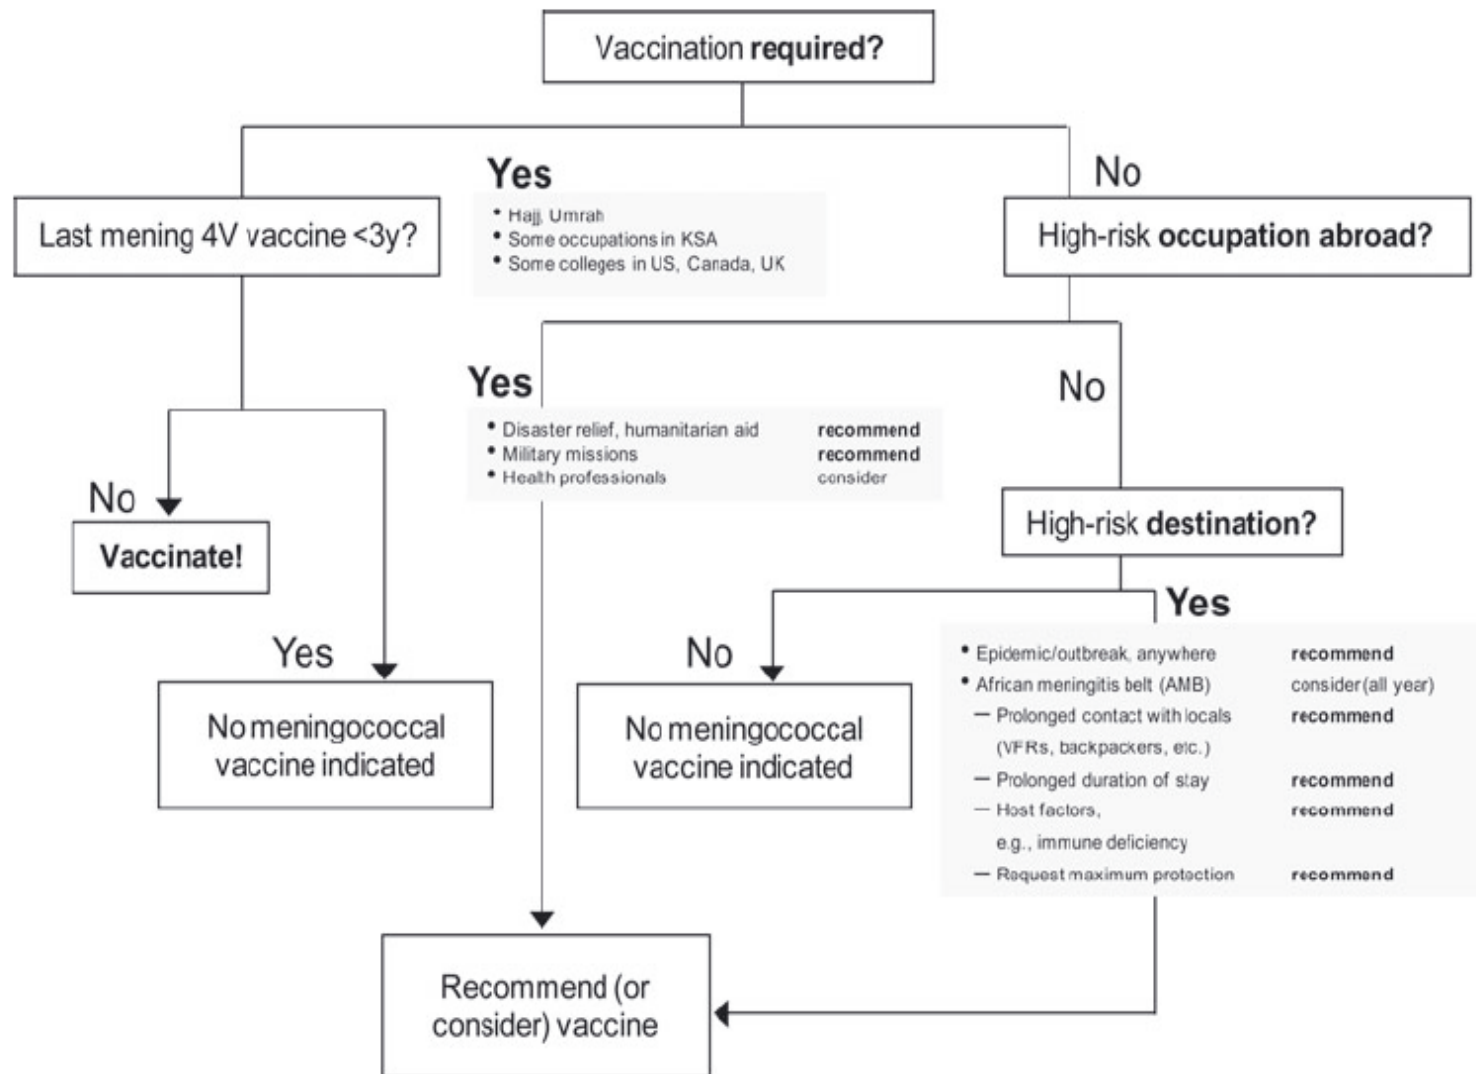 Vaccination required?
Yes
• Hajj, Umrah
• Some occupations in KSA
• Some colleges in US, Canada, UK
No
Last mening 4V vaccine <3y?
High-risk occupation abroad?
No
Vaccinate!
Yes
No meningococcal
vaccine indicated
Yes
• Disaster relief, humanitarian aid recommend
• Military missions recommend
• Health professionals consider
No
High-risk destination?
No
No meningococcal
vaccine indicated
Yes
• Epidemic/outbreak, anywhere recommend
• African meningitis belt (AMB) consider(all year)
— Prolonged contact with locals recommend
(VFRs, backpackers, etc.)
— Prolonged duration of stay recommend
— Host factors, recommend
e.g., immune deficiency
— Request maximum protection recommend
Recommend (or
consider) vaccine